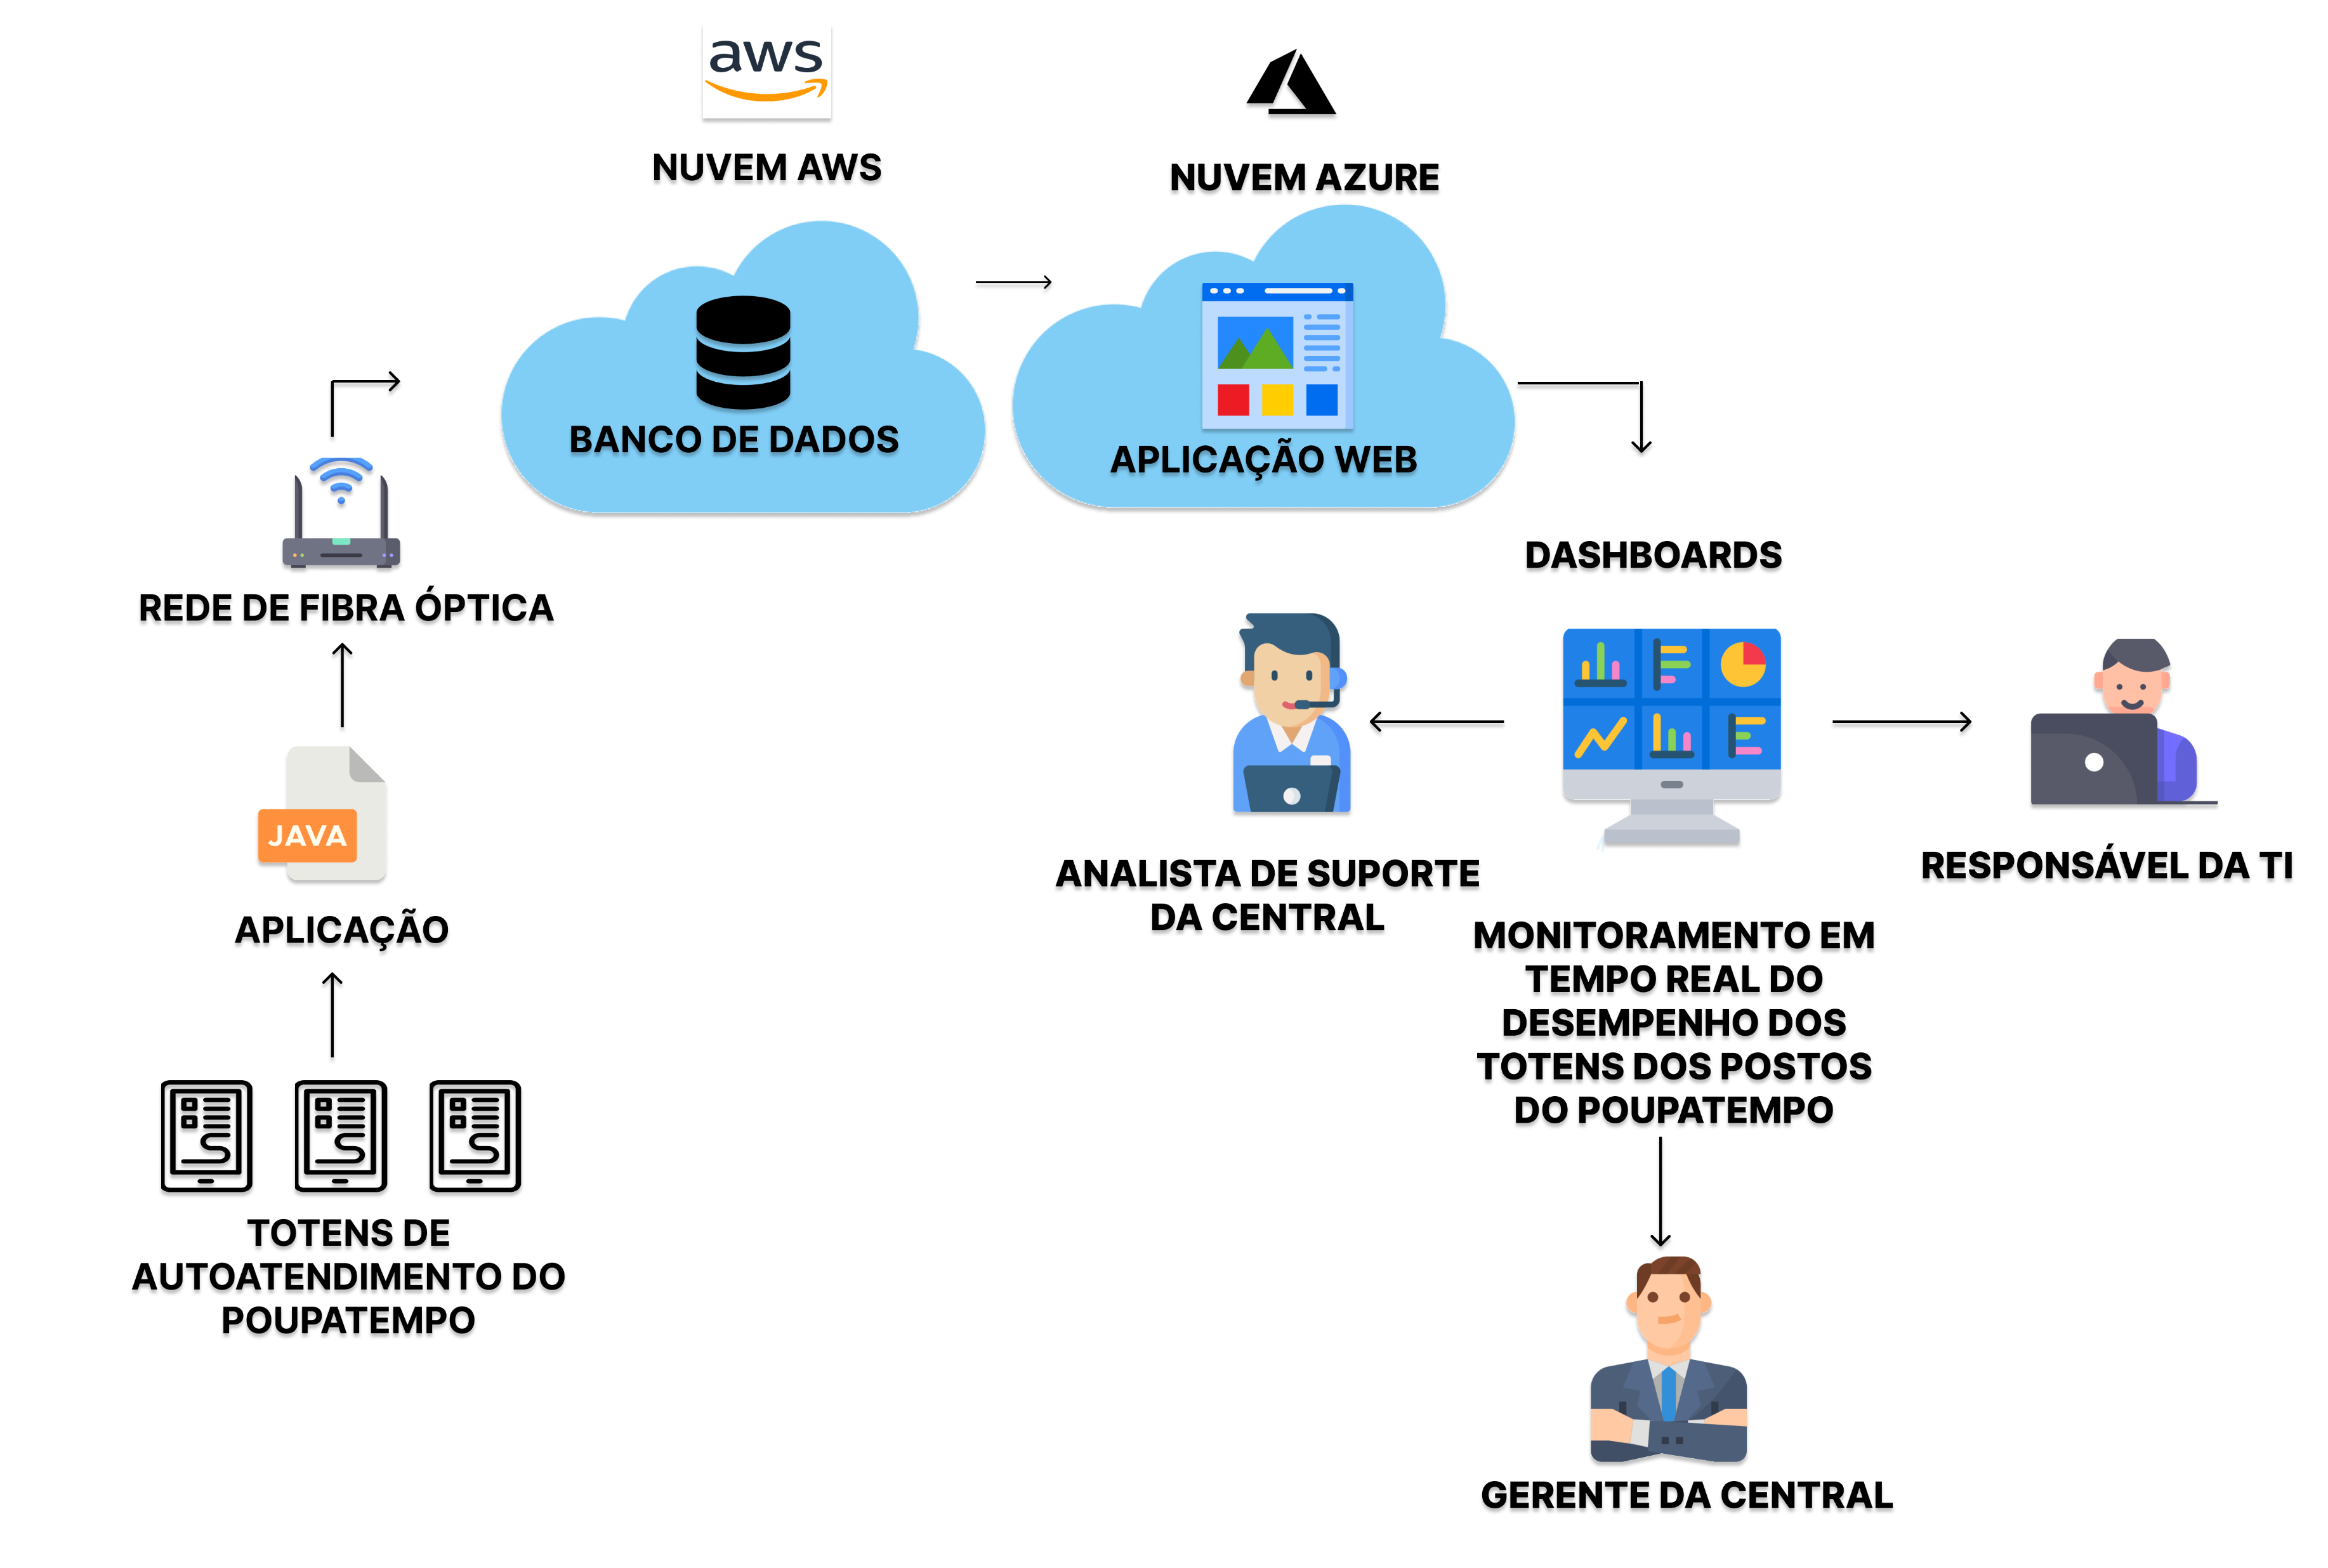 aws
NUVEM AWS
NUVEM AZURE
BANCO DE DADOS
APLICAÇÃO WEB
REDE DE FIBRA ÓPTICA
JAVA
APLICAÇÃO
TOTENS DE
AUTOATENDIMENTO DO
POUPATEMPO
DASHBOARDS
ANALISTA DE SUPORTE
DA CENTRAL
RESPONSÁVEL DA TI
MONITORAMENTO EM
TEMPO REAL DO
DESEMPENHO DOS
TOTENS DOS POSTOS
DO POUPATEMPO
GERENTE DA CENTRAL